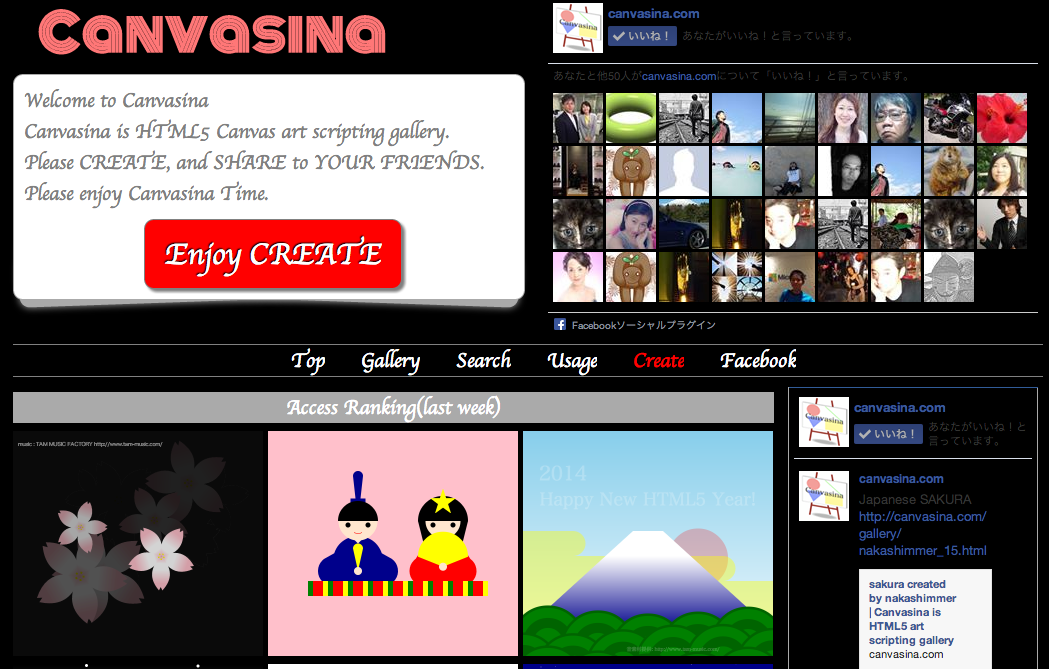 Canvasina
Welcome to Canvasina
Canvasina is HTML5 Canvas art scripting gallery.
Please CREATE, and SHARE to YOUR FRIENDS.
Please enjoy Canvasina Time.
Enjoy CREATE
canvasina.com
いいね！ あなたがいいね！と言っています。
あなたと他50人がcanvasina.comについて「いいね！」と言っています。
Facebookソーシャルプラグイン
Top Gallery Search Usage Create Facebook
Access Ranking(last week)
music : TAM MUSIC FACTORY http://www.tam-music.com/
2014
Happy New HTML5 Year!
canvasina.com
いいね！ あなたがいいね！と
言っています。
canvasina.com
Japanese SAKURA
http://canvasina.com/
gallery/
nakashimmer_15.html
sakura created
by nakashimmer
| Canvasina is
HTML5 art
scripting gallery
canvasina.com